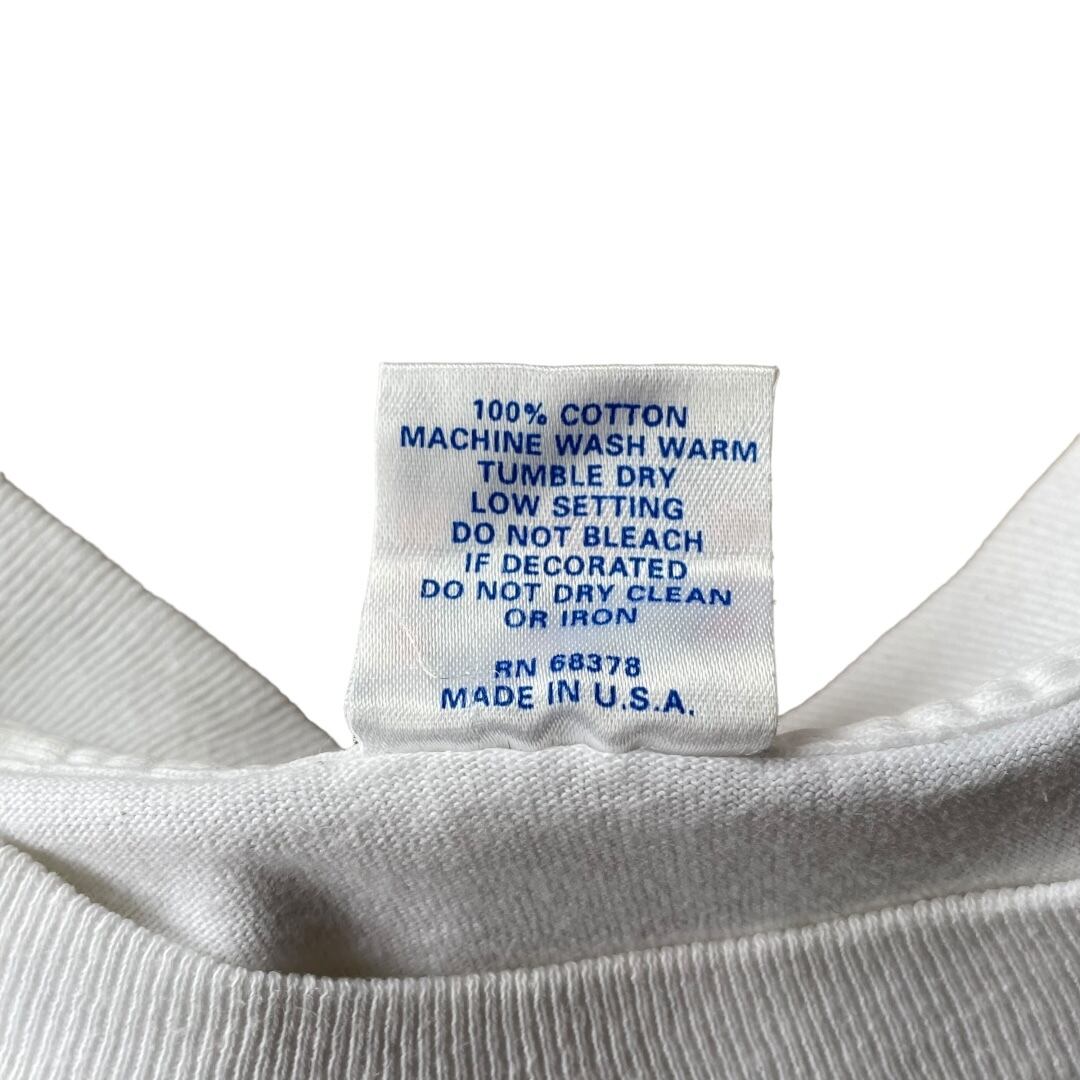 100% COTTON
MACHINE WASH WARM
TUMBLE DRY
LOW SETTING
DO NOT BLEACH
IF DECORATED
DO NOT DRY CLEAN
OR IRON
RN 68378
MADE IN U.S.A.